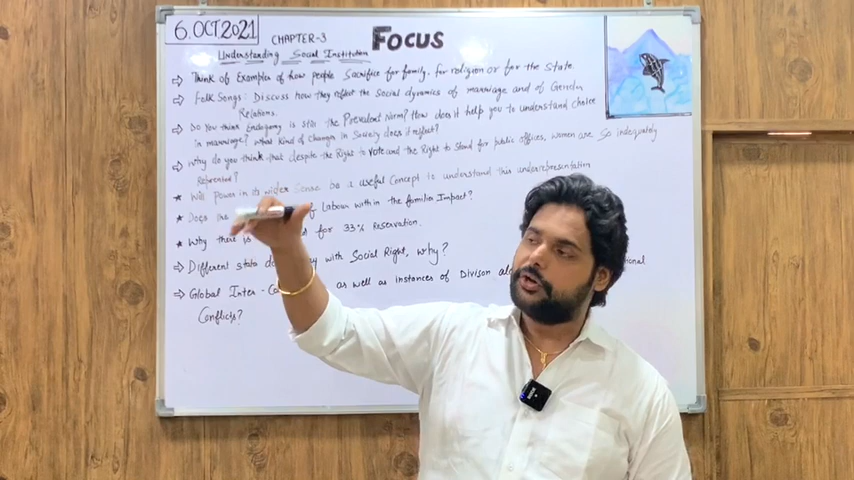 6. OCT 2021
CHAPTER-3
Focus
Understanding Social Institution
⇒ Think of Examples of how people Sacrifice for family, for religion or for the State
⇒ Folk Songs: Discuss how they reflect the Social dynamics of marriage and of Gender
Relations.
⇒ Do you think Endogamy is still the Prevalent Norm? How does it help you to understand choice
in marriage? What kind of changes in Society does it reflect?
⇒ Why do you think that despite the Right to Vote and the Right to Stand for public offices, women are so
★ Will Power in its wider Sense be a useful Concept to understand this underrepresentation
★ Does the of Labour within the Impact?
★ Why there is for 33% Reservation.
⇒ Different state with Social Right, Why?
⇒ Global Inter- as well as instances of
Conflicts?